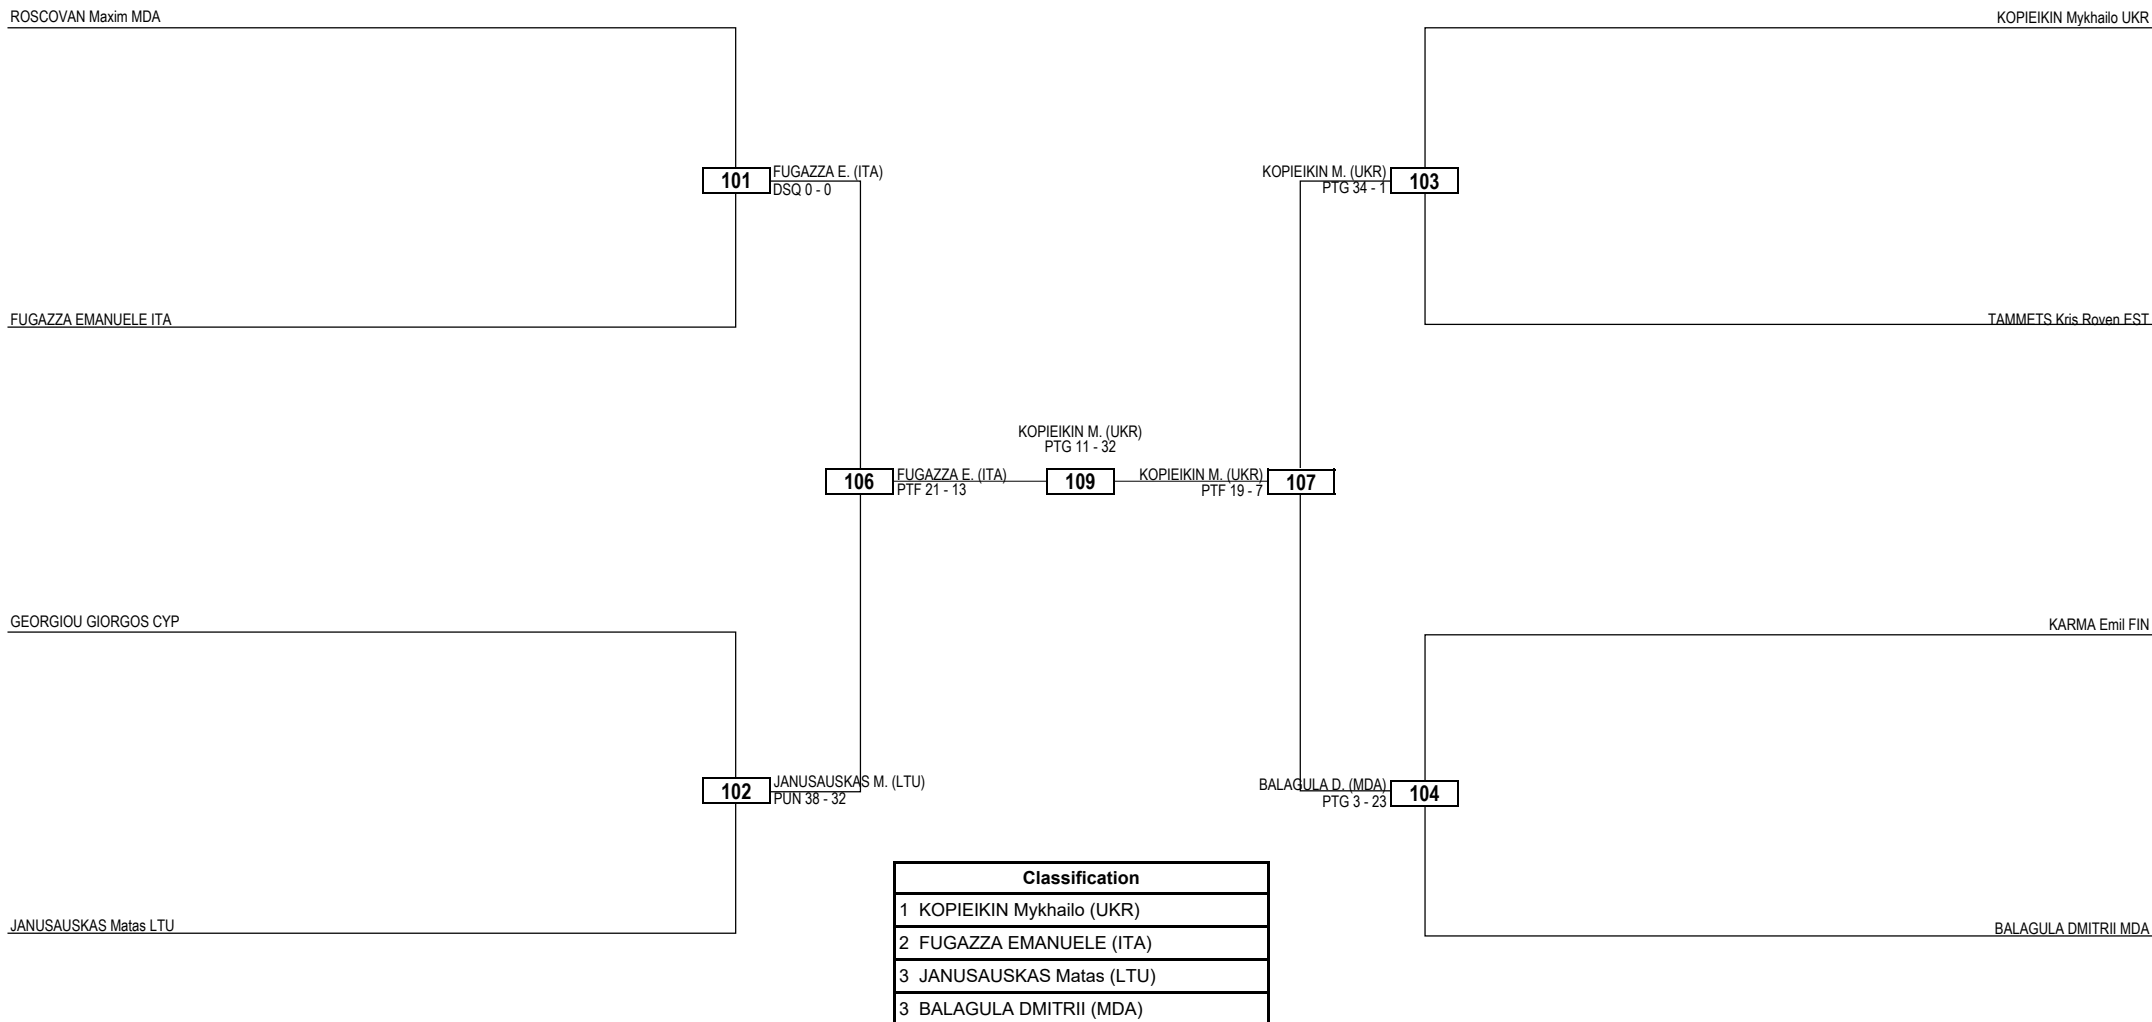 ROSCOVAN Maxim MDA
KOPIEIKIN Mykhailo UKR
101
FUGAZZA E. (ITA)
DSQ 0 - 0
KOPIEIKIN M. (UKR)
PTG 34 - 1
103
FUGAZZA EMANUELE ITA
TAMMETS Kris Roven EST
KOPIEIKIN M. (UKR)
PTG 11 - 32
106
FUGAZZA E. (ITA)
PTF 21 - 13
109
KOPIEIKIN M. (UKR)
PTF 19 - 7
107
GEORGIOU GIORGOS CYP
KARMA Emil FIN
102
JANUSAUSKAS M. (LTU)
PUN 38 - 32
BALAGULA D. (MDA)
PTG 3 - 23
104
JANUSAUSKAS Matas LTU
BALAGULA DMITRII MDA
Classification
1 KOPIEIKIN Mykhailo (UKR)
2 FUGAZZA EMANUELE (ITA)
3 JANUSAUSKAS Matas (LTU)
3 BALAGULA DMITRII (MDA)